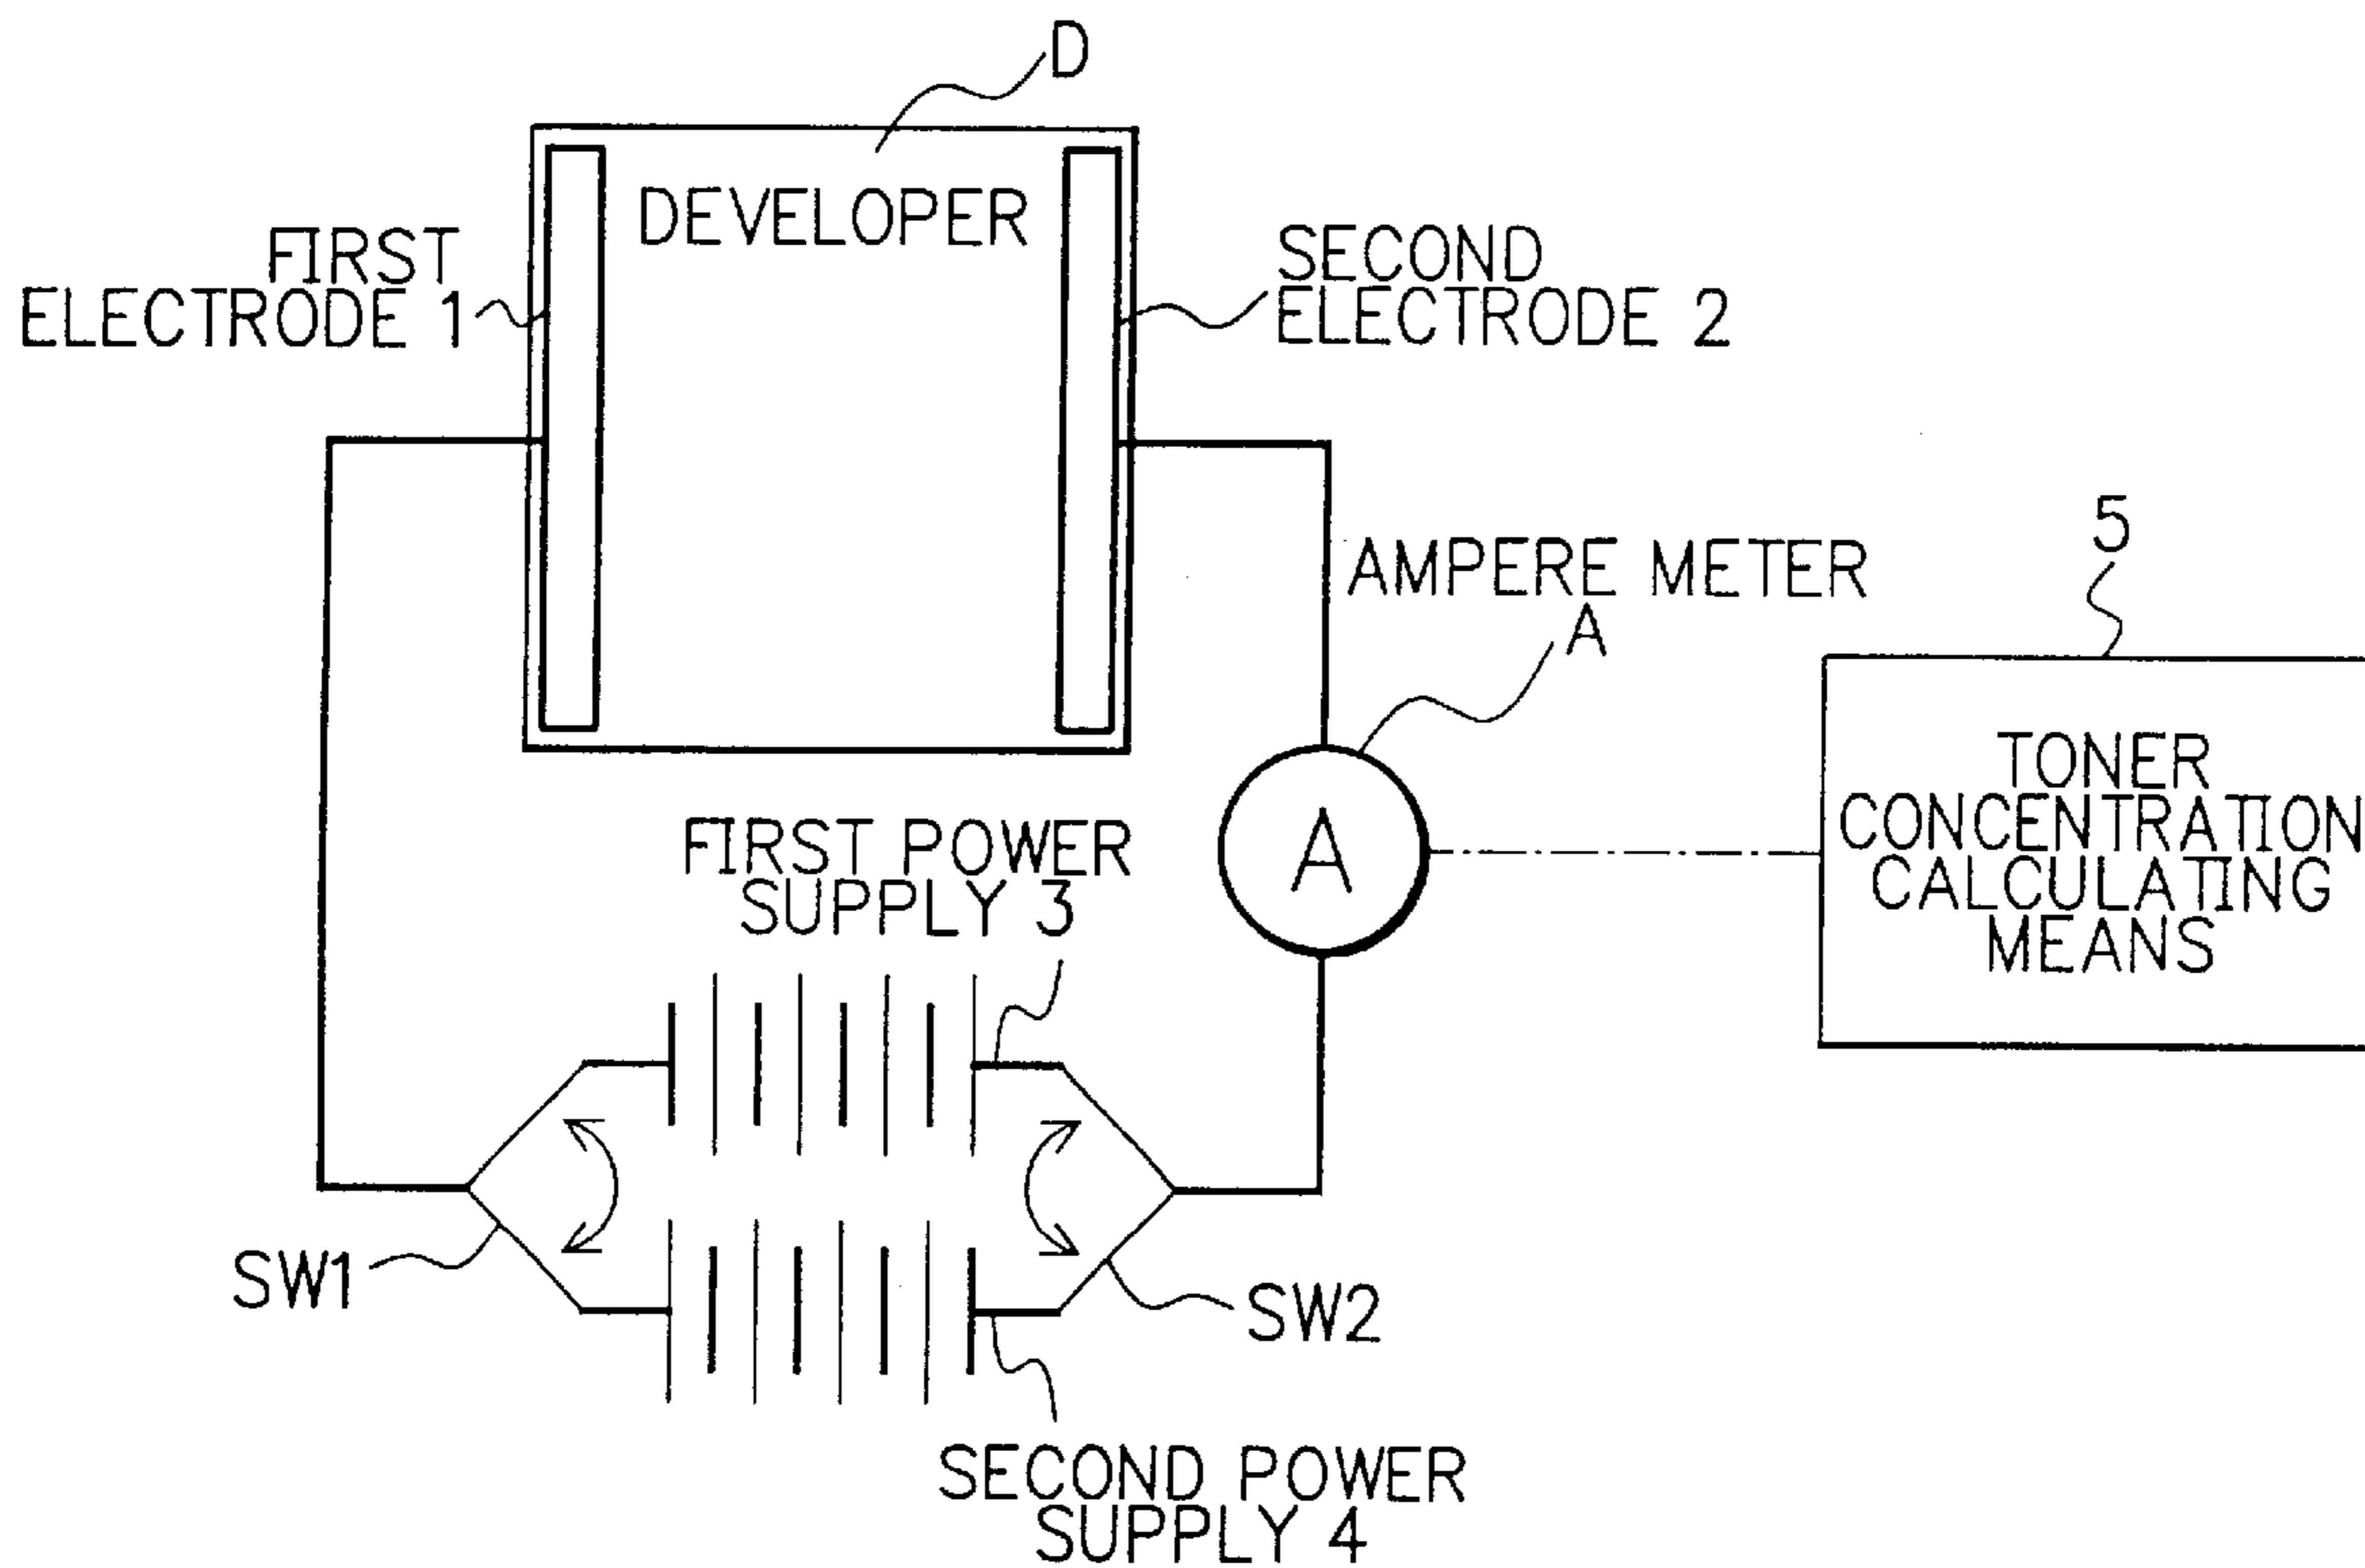 D
DEVELOPER
FIRST
ELECTRODE 1
SECOND
ELECTRODE 2
AMPERE METER
A
5
A
TONER
CONCENTRATION
CALCULATING
MEANS
FIRST POWER
SUPPLY 3
SW1
SW2
SECOND POWER
SUPPLY 4